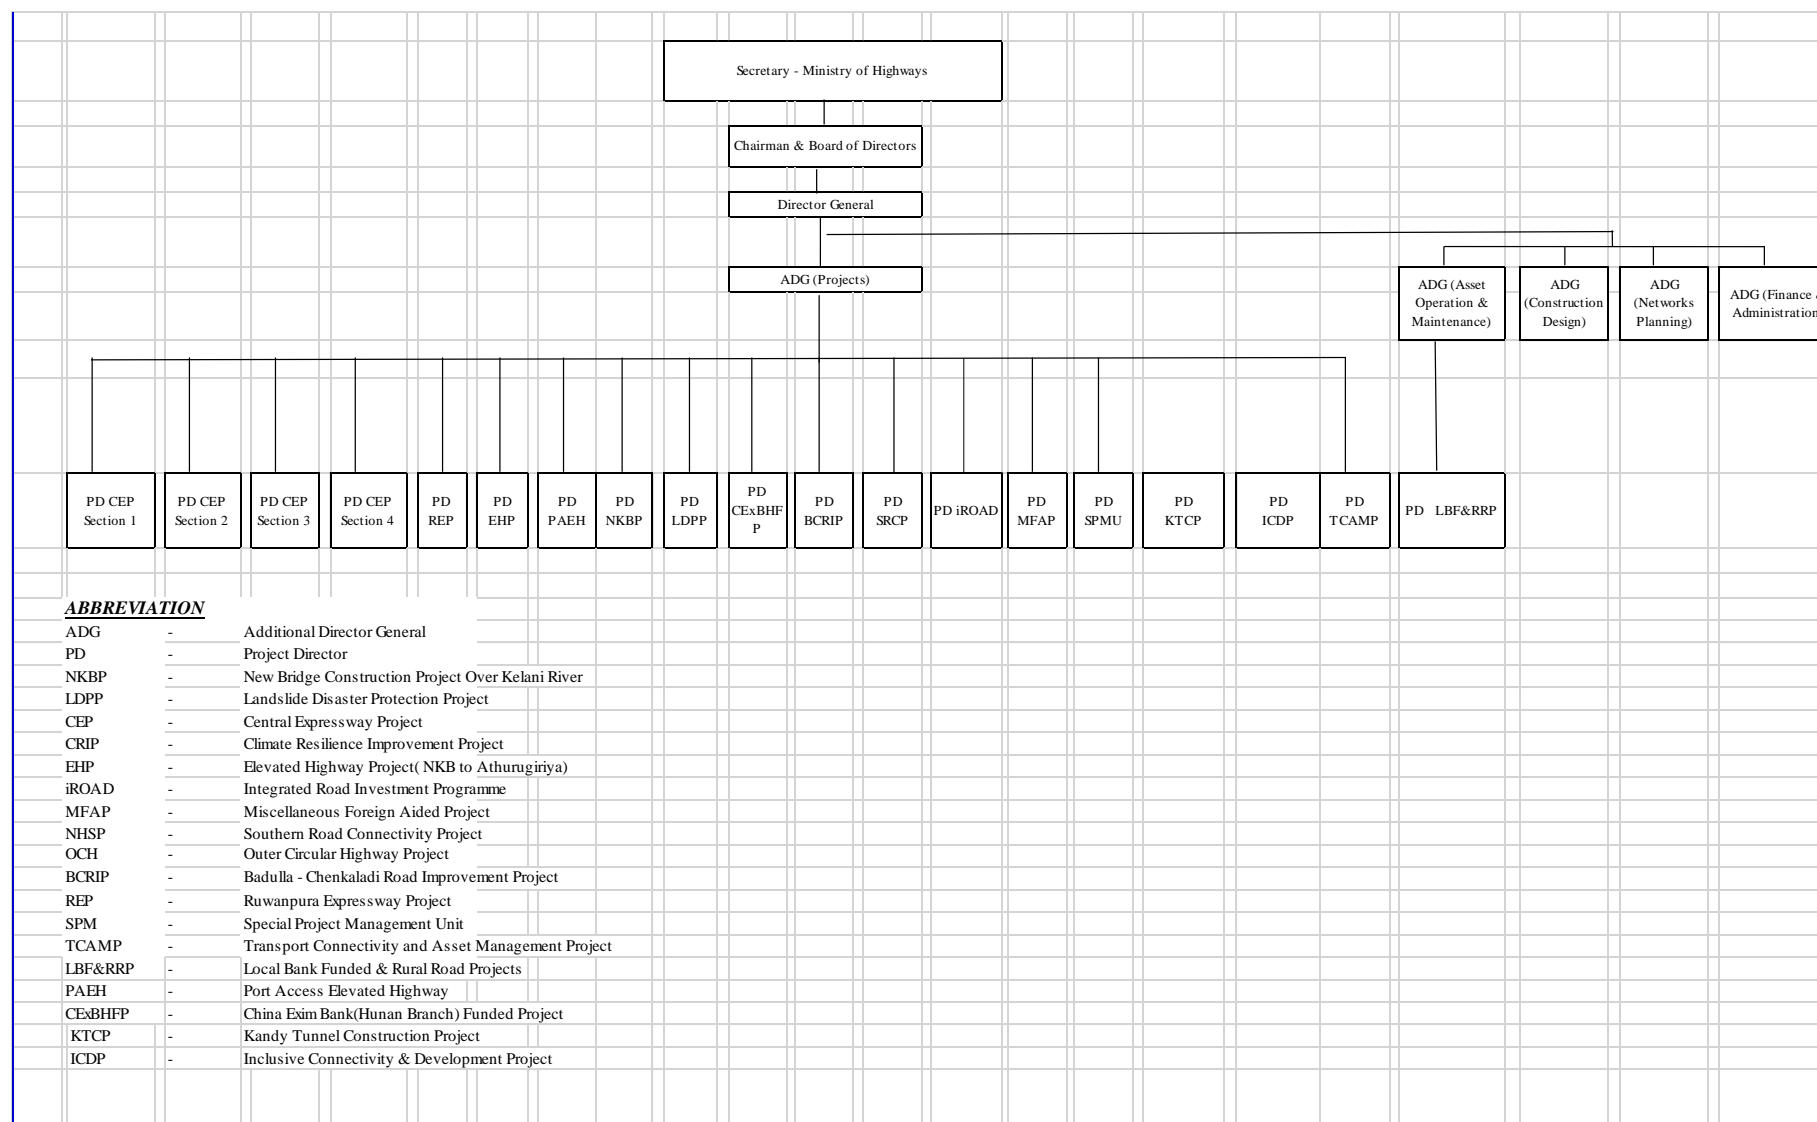 Secretary - Ministry of Highways
Chairman & Board of Directors
Director General
ADG (Projects)
ADG (Asset
Operation &
Maintenance)
ADG
(Construction
Design)
ADG
(Networks
Planning)
ADG (Finance
Administration
PD CEP
Section 1
PD CEP
Section 2
PD CEP
Section 3
PD CEP
Section 4
PD
REP
PD
EHP
PD
PAEH
PD
NKBP
PD
LDPP
PD
CExBHF
P
PD
BCRIP
PD
SRCP
PD iROAD
PD
MFAP
PD
SPMU
PD
KTCP
PD
ICDP
PD
TCAMP
PD LBF&RRP
ABBREVIATION
ADG - Additional Director General
PD - Project Director
NKBP - New Bridge Construction Project Over Kelani River
LDPP - Landslide Disaster Protection Project
CEP - Central Expressway Project
CRIP - Climate Resilience Improvement Project
EHP - Elevated Highway Project( NKB to Athurugiriya)
iROAD - Integrated Road Investment Programme
MFAP - Miscellaneous Foreign Aided Project
NHSP - Southern Road Connectivity Project
OCH - Outer Circular Highway Project
BCRIP - Badulla - Chenkaladi Road Improvement Project
REP - Ruwanpura Expressway Project
SPM - Special Project Management Unit
TCAMP - Transport Connectivity and Asset Management Project
LBF&RRP - Local Bank Funded & Rural Road Projects
PAEH - Port Access Elevated Highway
CExBHFP - China Exim Bank(Hunan Branch) Funded Project
KTCP - Kandy Tunnel Construction Project
ICDP - Inclusive Connectivity & Development Project